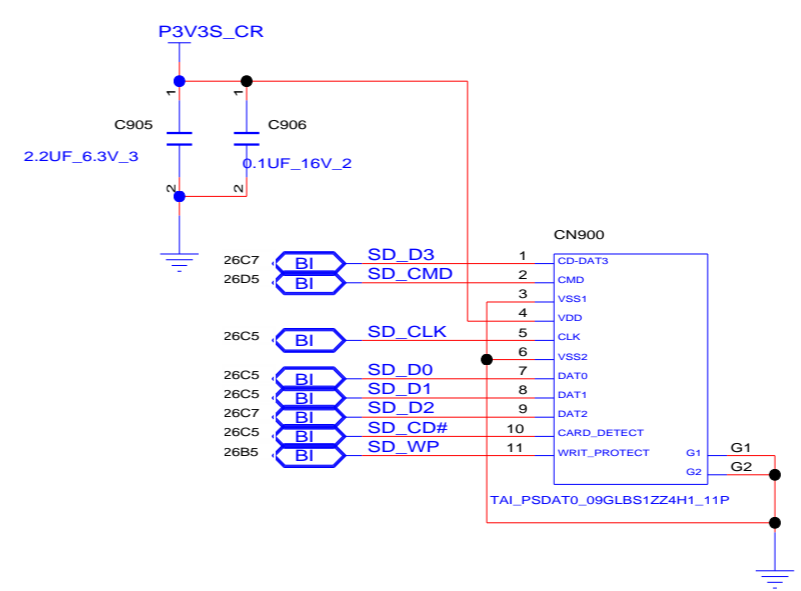 P3V3S_CR
1
1
C905
C906
2.2UF_6.3V_3
0.1UF_16V_2
2
2
CN900
26C7 BI SD_D3 1 CD-DAT3
26D5 BI SD_CMD 2 CMD
3 VSS1
4 VDD
26C5 BI SD_CLK 5 CLK
6 VSS2
26C5 BI SD_D0 7 DAT0
26C5 BI SD_D1 8 DAT1
26C7 BI SD_D2 9 DAT2
26C5 BI SD_CD# 10 CARD_DETECT
26B5 BI SD_WP 11 WRIT_PROTECT G1 G1
G2 G2
TAI_PSDAT0_09GLBS1ZZ4H1_11P